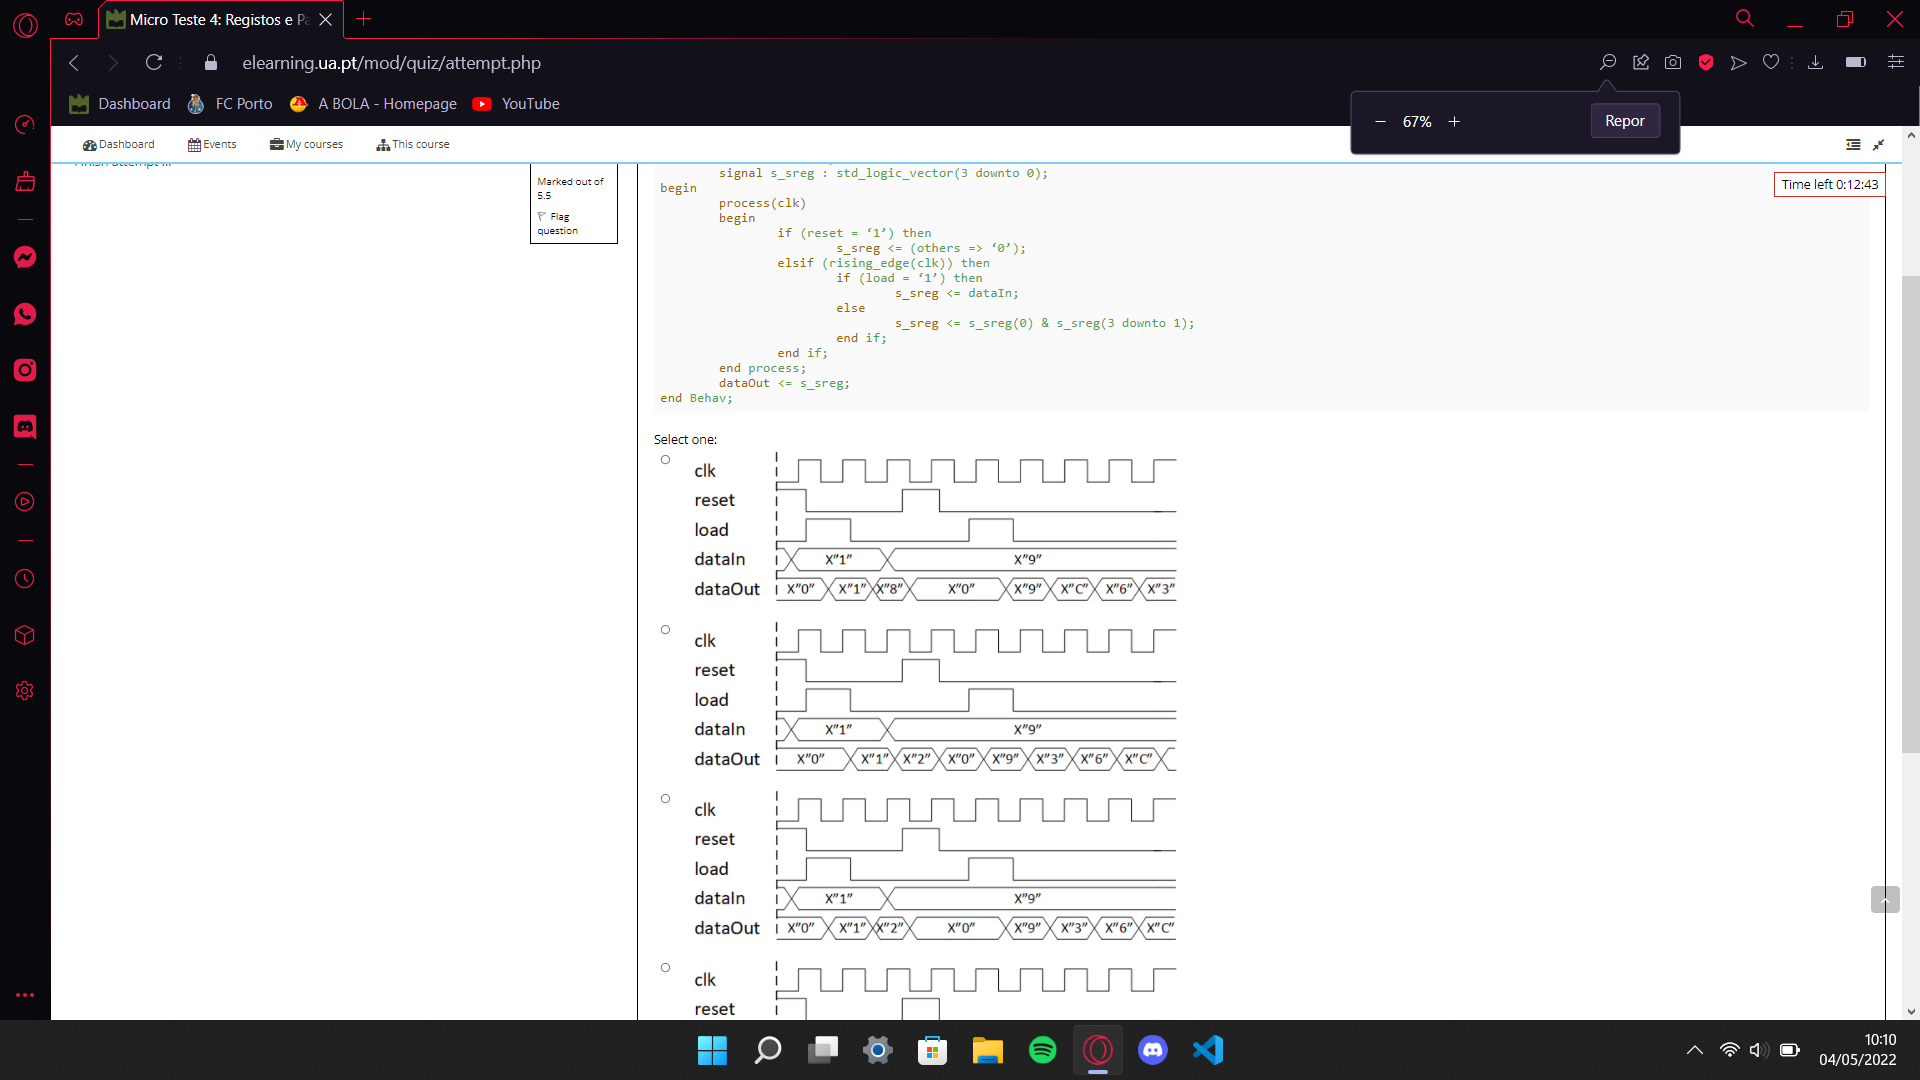 Micro Teste 4: Registos e Pa
elearning.ua.pt/mod/quiz/attempt.php
Dashboard FC Porto A BOLA - Homepage YouTube
− 67% + Repor
Dashboard Events My courses This course
Finish attempt ...
Marked out of
5.5
Flag
question
Time left 0:12:43
signal s_sreg : std_logic_vector(3 downto 0);
begin
process(clk)
begin
if (reset = ‘1’) then
s_sreg <= (others => ‘0’);
elsif (rising_edge(clk)) then
if (load = ‘1’) then
s_sreg <= dataIn;
else
s_sreg <= s_sreg(0) & s_sreg(3 downto 1);
end if;
end if;
end process;
dataOut <= s_sreg;
end Behav;
Select one:
clk
reset
load
dataIn X”1” X”9”
dataOut X”0” X”1” X”8” X”0” X”9” X”C” X”6” X”3”
clk
reset
load
dataIn X”1” X”9”
dataOut X”0” X”1” X”2” X”0” X”9” X”3” X”6” X”C”
clk
reset
load
dataIn X”1” X”9”
dataOut X”0” X”1” X”2” X”0” X”9” X”3” X”6” X”C”
clk
reset
10:10
04/05/2022